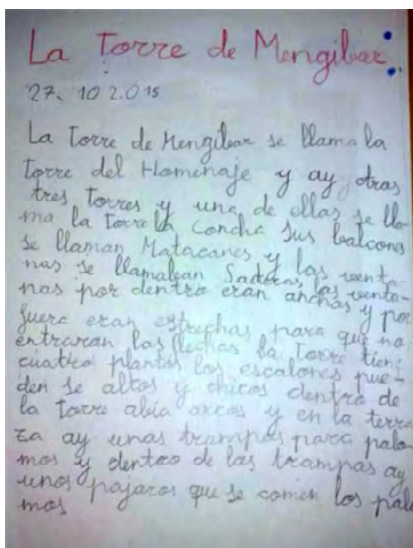 La Torre de Mengibar
27. 10 2.015
La Torre de Mengibar se llama la
Torre del Homenaje y ay otras
tres Torres y una de ellas se lla-
ma la Torre la Concha Sus balcones
se llaman Matacanes y las venta-
nas se llamaban Saeteras las venta-
nas por dentro eran anchas y por
fuera eran estrechas para que no
entraran las flechas la Torre tiene
cuatro plantas los escalones pue-
den se altos y chicos dentro de
la Torre abia arcos y en la terra
za ay unas trampas para palo
mos y dentro de las trampas ay
unos pajaros que se comen los palo
mos